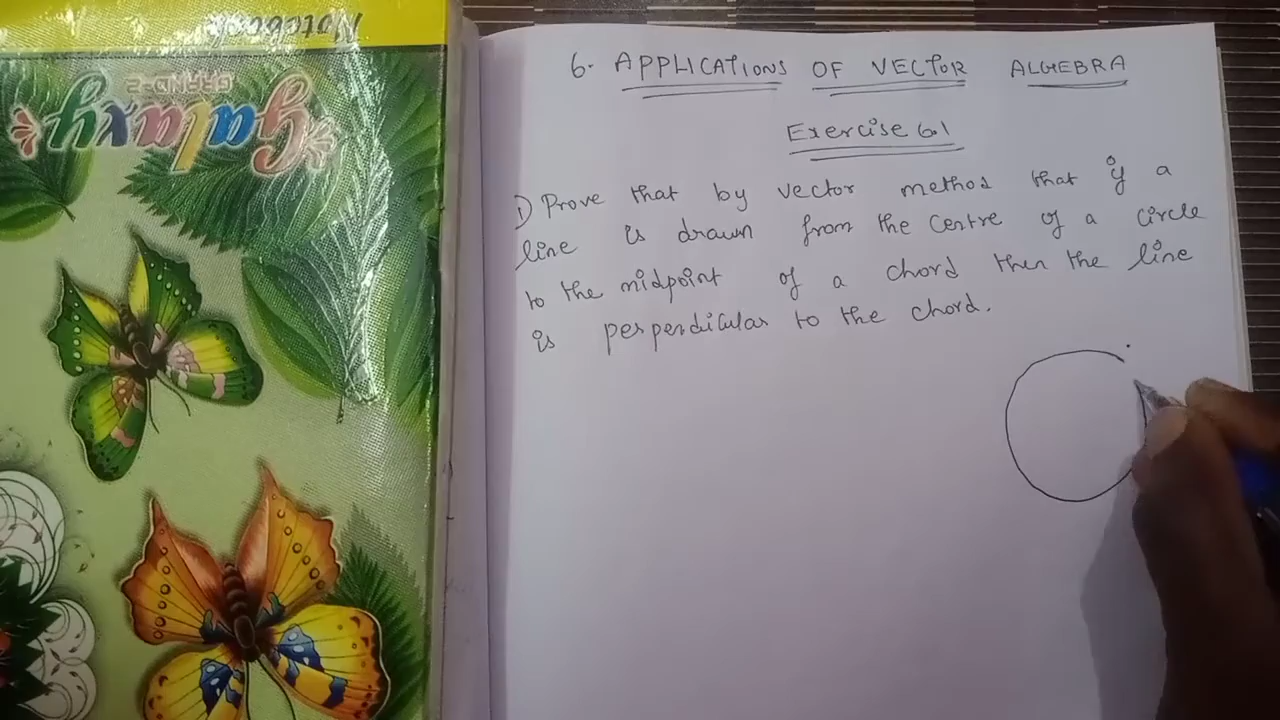 Notebook
GRAND-2
Galaxy
6. APPLICATIONS OF VECTOR ALGEBRA
Exercise 6.1
1) Prove that by vector method that if a
line is drawn from the centre of a circle
to the midpoint of a chord then the line
is perpendicular to the chord.